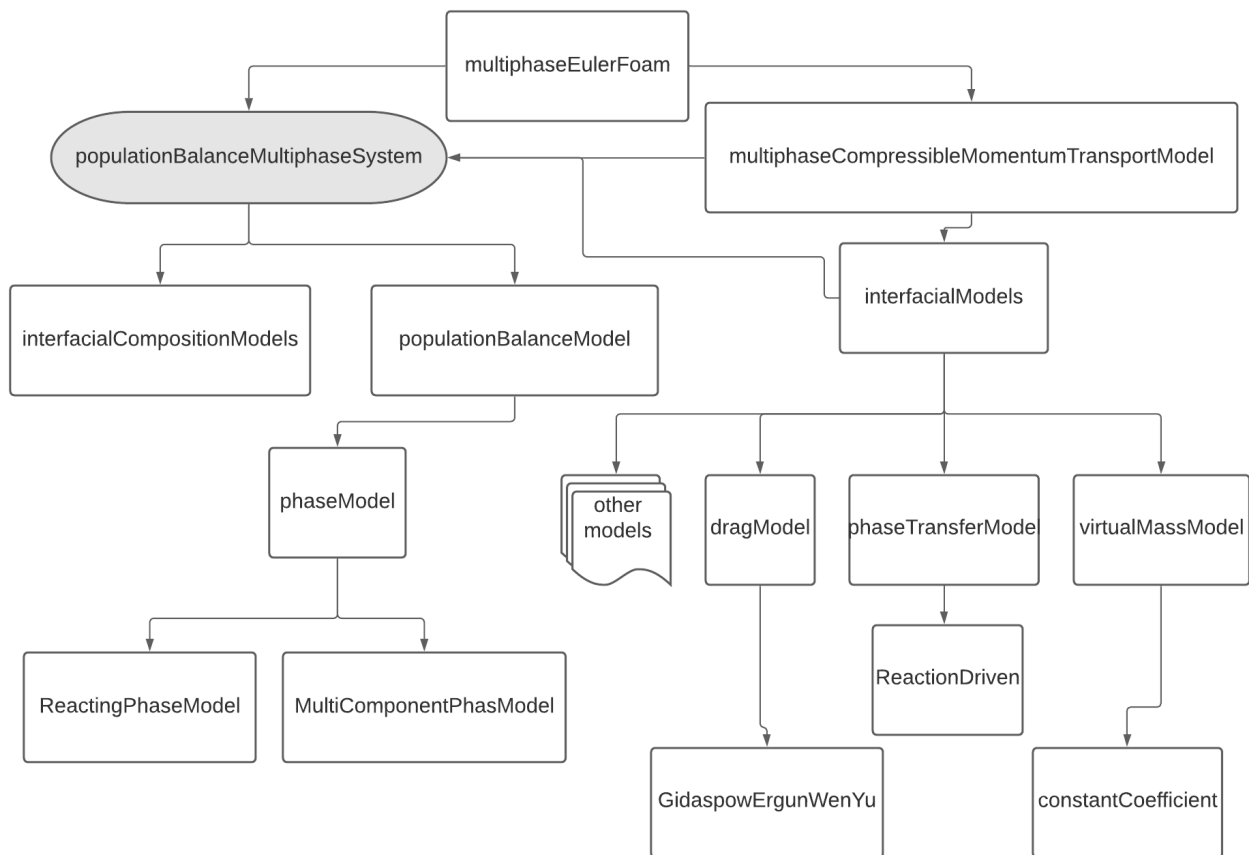 multiphaseEulerFoam
populationBalanceMultiphaseSystem
multiphaseCompressibleMomentumTransportModel
interfacialCompositionModels
populationBalanceModel
interfacialModels
phaseModel
other
models
dragModel
phaseTransferModel
virtualMassModel
ReactingPhaseModel
MultiComponentPhasModel
ReactionDriven
GidaspowErgunWenYu
constantCoefficient